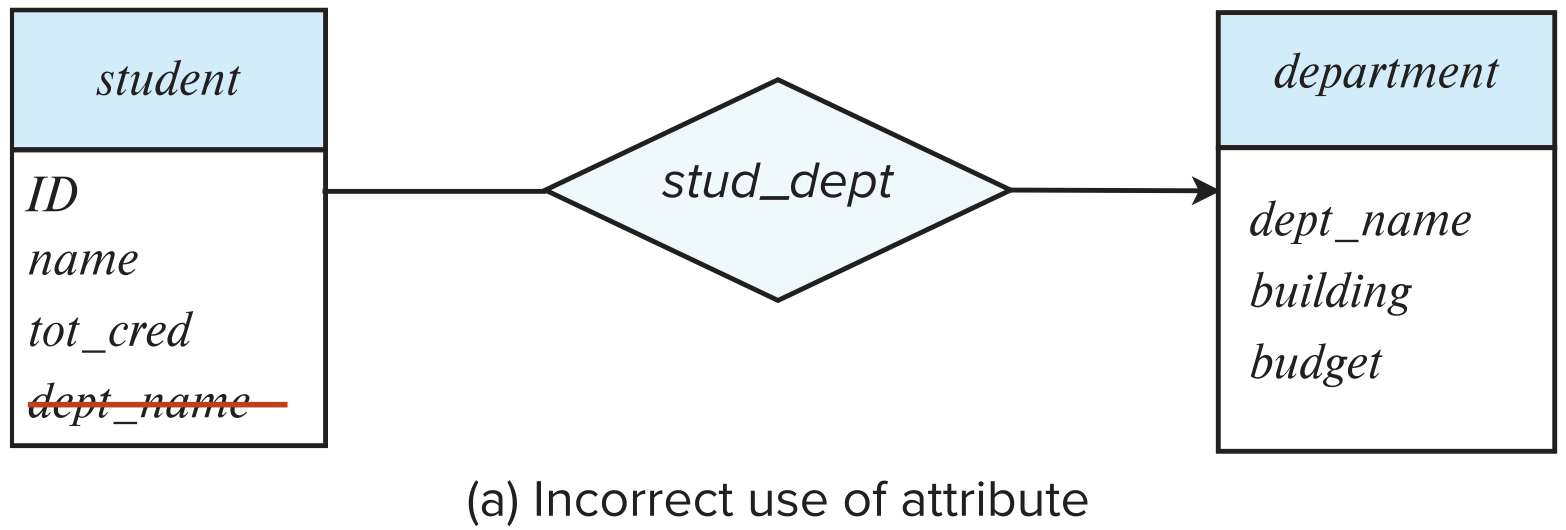 student
ID
name
tot_cred
dept_name
stud_dept
department
dept_name
building
budget
(a) Incorrect use of attribute